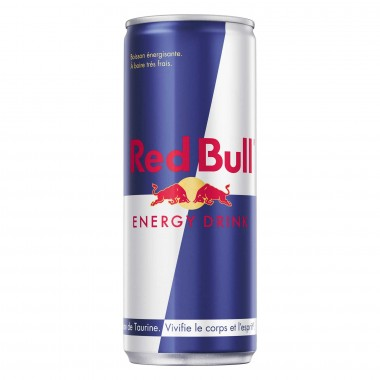 Boisson énergisante.
A boire très frais.
Red Bull
ENERGY DRINK
de Taurine. Vivifie le corps et l'esprit